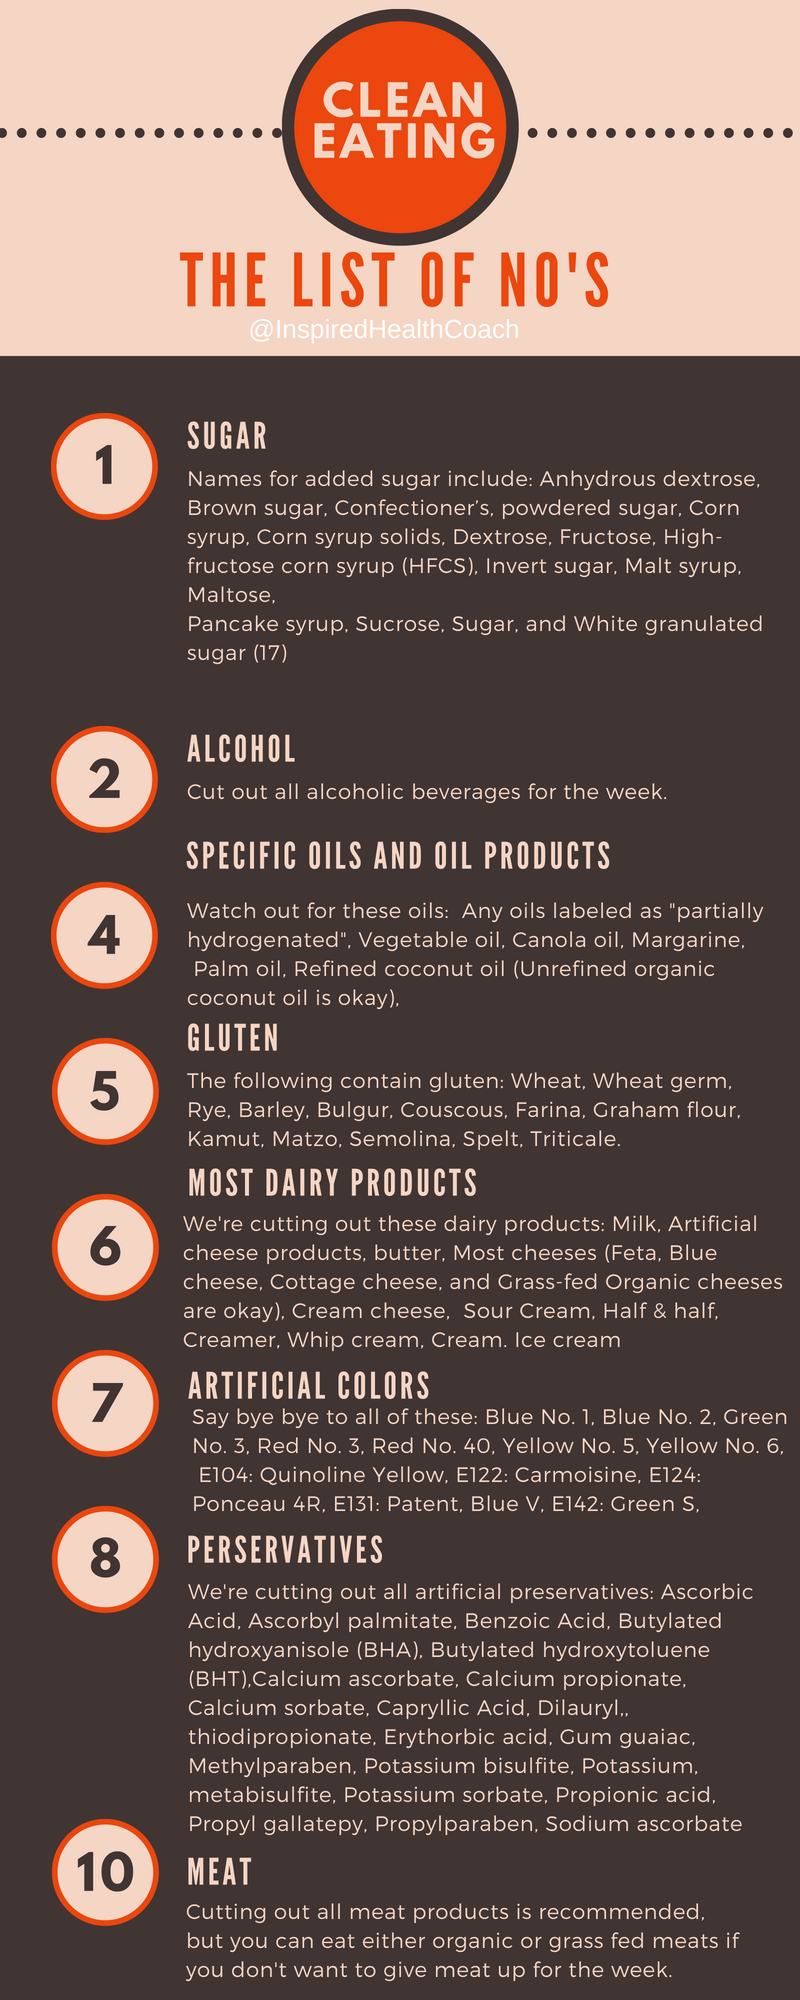 CLEAN
EATING
THE LIST OF NO'S
@InspiredHealthCoach
1
SUGAR
Names for added sugar include: Anhydrous dextrose,
Brown sugar, Confectioner’s, powdered sugar, Corn
syrup, Corn syrup solids, Dextrose, Fructose, High-
fructose corn syrup (HFCS), Invert sugar, Malt syrup,
Maltose,
Pancake syrup, Sucrose, Sugar, and White granulated
sugar (17)
2
ALCOHOL
Cut out all alcoholic beverages for the week.
SPECIFIC OILS AND OIL PRODUCTS
4
Watch out for these oils:  Any oils labeled as "partially
hydrogenated", Vegetable oil, Canola oil, Margarine,
Palm oil, Refined coconut oil (Unrefined organic
coconut oil is okay),
GLUTEN
5
The following contain gluten: Wheat, Wheat germ,
Rye, Barley, Bulgur, Couscous, Farina, Graham flour,
Kamut, Matzo, Semolina, Spelt, Triticale.
MOST DAIRY PRODUCTS
6
We're cutting out these dairy products: Milk, Artificial
cheese products, butter, Most cheeses (Feta, Blue
cheese, Cottage cheese, and Grass-fed Organic cheeses
are okay), Cream cheese,  Sour Cream, Half & half,
Creamer, Whip cream, Cream. Ice cream
7
ARTIFICIAL COLORS
Say bye bye to all of these: Blue No. 1, Blue No. 2, Green
No. 3, Red No. 3, Red No. 40, Yellow No. 5, Yellow No. 6,
E104: Quinoline Yellow, E122: Carmoisine, E124:
Ponceau 4R, E131: Patent, Blue V, E142: Green S,
8
PERSERVATIVES
We're cutting out all artificial preservatives: Ascorbic
Acid, Ascorbyl palmitate, Benzoic Acid, Butylated
hydroxyanisole (BHA), Butylated hydroxytoluene
(BHT),Calcium ascorbate, Calcium propionate,
Calcium sorbate, Capryllic Acid, Dilauryl,,
thiodipropionate, Erythorbic acid, Gum guaiac,
Methylparaben, Potassium bisulfite, Potassium,
metabisulfite, Potassium sorbate, Propionic acid,
Propyl gallatepy, Propylparaben, Sodium ascorbate
10
MEAT
Cutting out all meat products is recommended,
but you can eat either organic or grass fed meats if
you don't want to give meat up for the week.